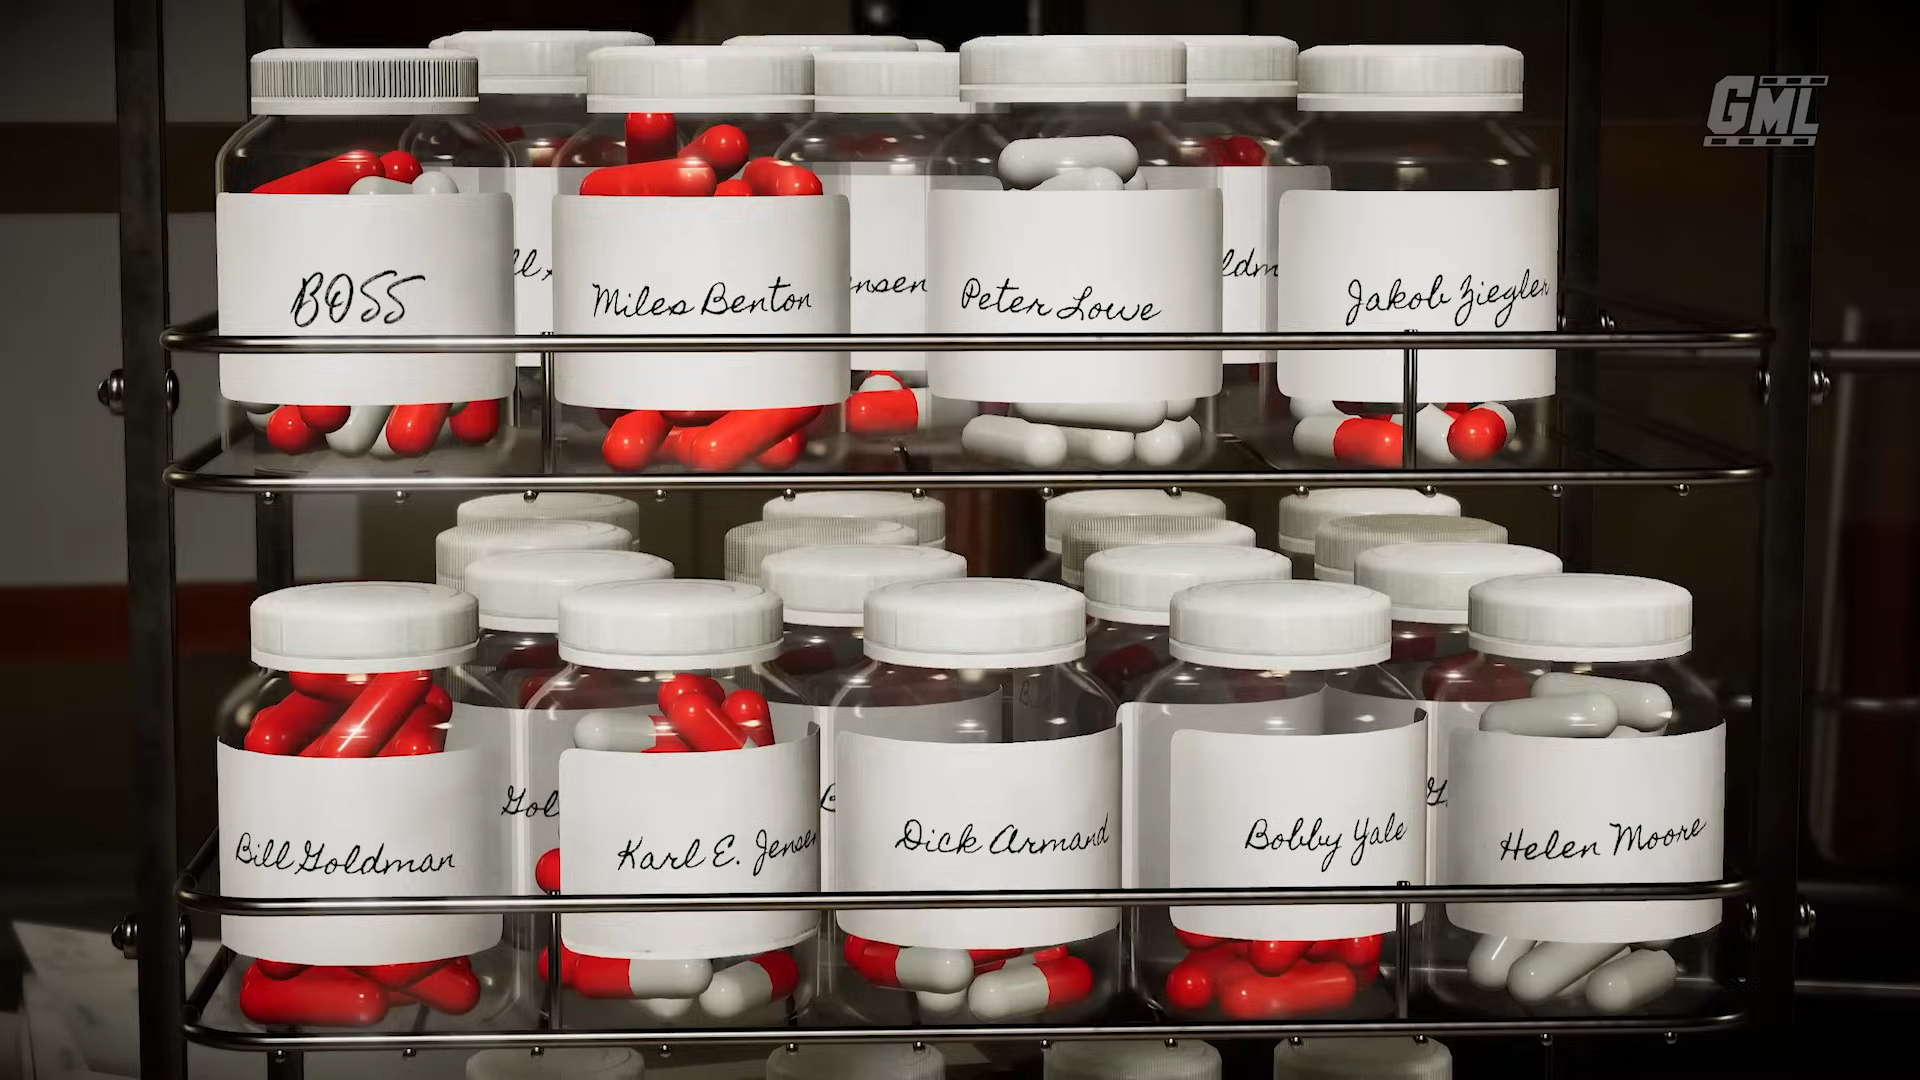 GML
BOSS
Miles Benton
Peter Lowe
Jakob Ziegler
Bill Goldman
Karl E. Jensen
Dick Armand
Bobby Yale
Helen Moore